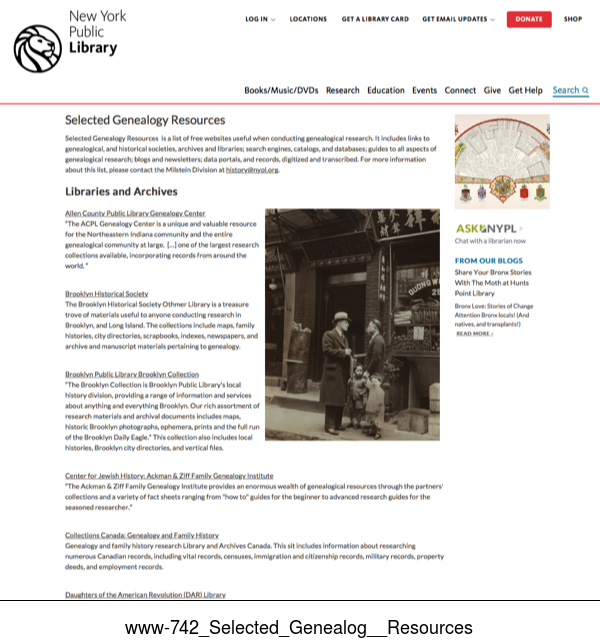 New York
Public
Library
LOG IN
LOCATIONS
GET A LIBRARY CARD
GET EMAIL UPDATES
DONATE
SHOP
Books/Music/DVDs Research Education Events Connect Give Get Help Search
Selected Genealogy Resources
Selected Genealogy Resources is a list of free websites useful when conducting genealogical research. It includes links to
genealogical, and historical societies, archives and libraries; search engines, catalogs, and databases; guides to all aspects of
genealogical research; blogs and newsletters; data portals, and records, digitized and transcribed. For more information
about this list, please contact the Milstein Division at history@nypl.org.
Libraries and Archives
Allen County Public Library Genealogy Center
"The ACPL Genealogy Center is a unique and valuable resource
for the Northeastern Indiana community and the entire
genealogical community at large. [...] one of the largest research
collections available, incorporating records from around the
world. "
Brooklyn Historical Society
The Brooklyn Historical Society Othmer Library is a treasure
trove of materials useful to anyone conducting research in
Brooklyn, and Long Island. The collections include maps, family
histories, city directories, scrapbooks, indexes, newspapers, and
archive and manuscript materials pertaining to genealogy.
Brooklyn Public Library Brooklyn Collection
"The Brooklyn Collection is Brooklyn Public Library's local
history division, providing a range of information and services
about anything and everything Brooklyn. Our rich assortment of
research materials and archival documents includes maps,
historic Brooklyn photographs, ephemera, prints and the full run
of the Brooklyn Daily Eagle." This collection also includes local
histories, Brooklyn city directories, and vertical files.
Center for Jewish History: Ackman & Ziff Family Genealogy Institute
"The Ackman & Ziff Family Genealogy Institute provides an enormous wealth of genealogical resources through the partners'
collections and a variety of fact sheets ranging from "how to" guides for the beginner to advanced research guides for the
seasoned researcher."
Collections Canada: Genealogy and Family History
Genealogy and family history research Library and Archives Canada. This sit includes information about researching
numerous Canadian records, including vital records, censuses, immigration and citizenship records, military records, property
deeds, and employment records.
Daughters of the American Revolution (DAR) Library
ASK NYPL
Chat with a librarian now
FROM OUR BLOGS
Share Your Bronx Stories
With The Moth at Hunts
Point Library
Bronx Love: Stories of Change
Attention Bronx locals! (And
natives, and transplants!)
READ MORE ›
www-742_Selected_Genealog__Resources